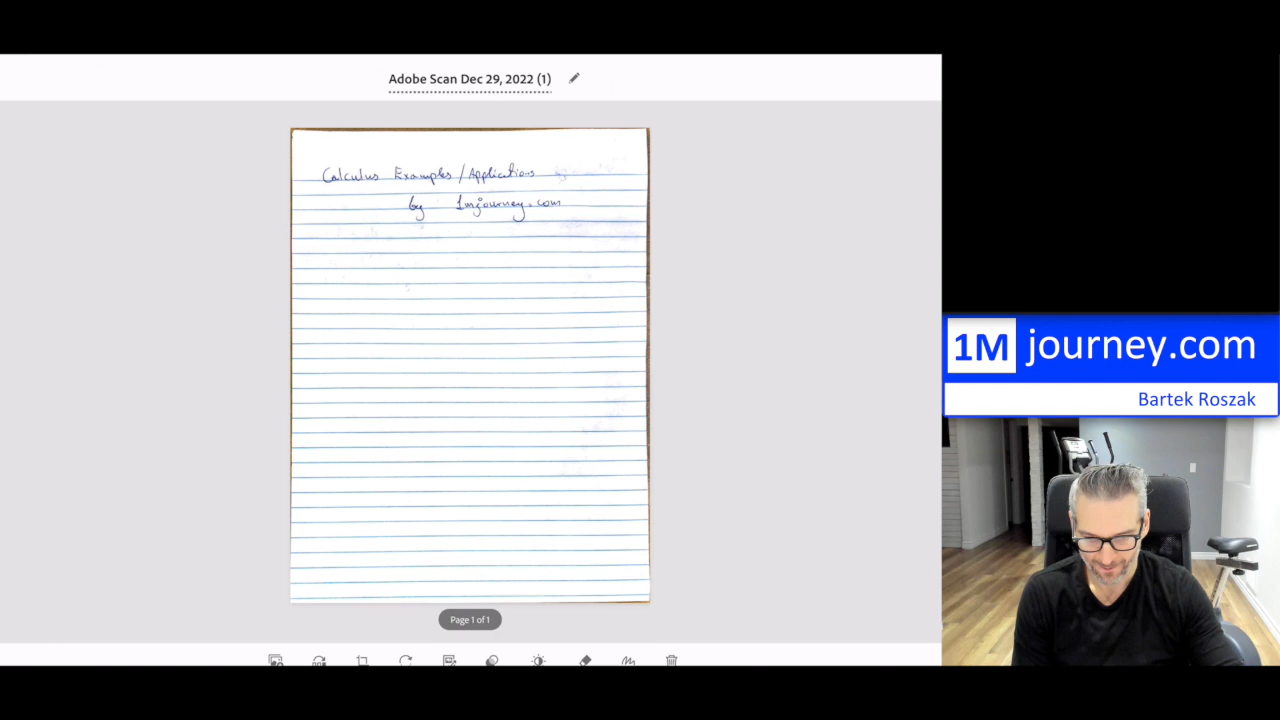 Adobe Scan Dec 29, 2022 (1)
Calculus Examples/Applications
by 1mjourney.com
Page 1 of 1
1M journey.com
Bartek Roszak